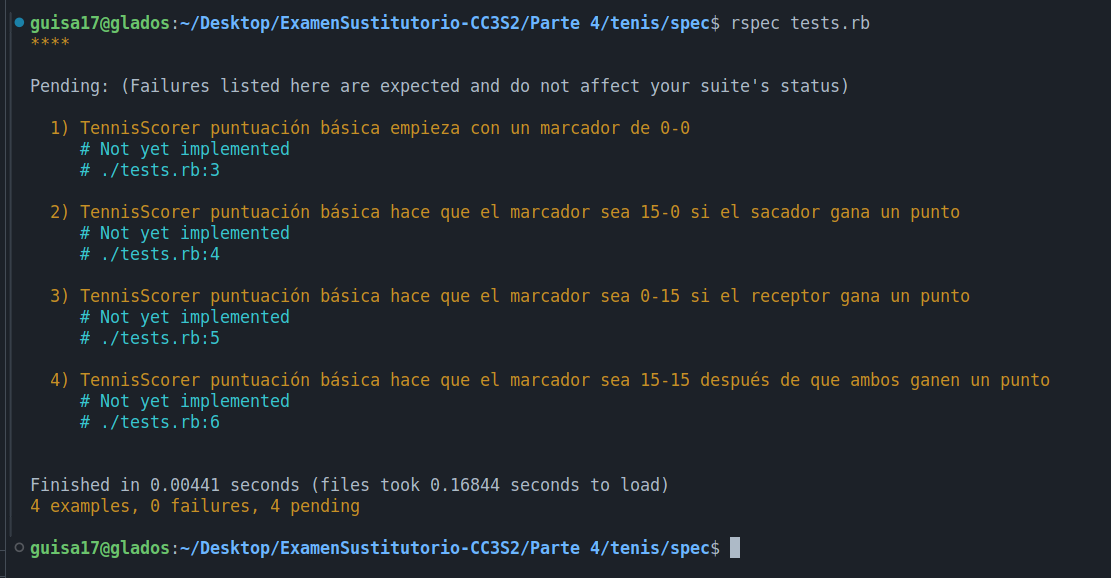 guisa17@glados:~/Desktop/ExamenSustitutorio-CC3S2/Parte 4/tenis/spec$ rspec tests.rb
****
Pending: (Failures listed here are expected and do not affect your suite's status)
1) TennisScorer puntuación básica empieza con un marcador de 0-0
# Not yet implemented
# ./tests.rb:3
2) TennisScorer puntuación básica hace que el marcador sea 15-0 si el sacador gana un punto
# Not yet implemented
# ./tests.rb:4
3) TennisScorer puntuación básica hace que el marcador sea 0-15 si el receptor gana un punto
# Not yet implemented
# ./tests.rb:5
4) TennisScorer puntuación básica hace que el marcador sea 15-15 después de que ambos ganen un punto
# Not yet implemented
# ./tests.rb:6
Finished in 0.00441 seconds (files took 0.16844 seconds to load)
4 examples, 0 failures, 4 pending
guisa17@glados:~/Desktop/ExamenSustitutorio-CC3S2/Parte 4/tenis/spec$